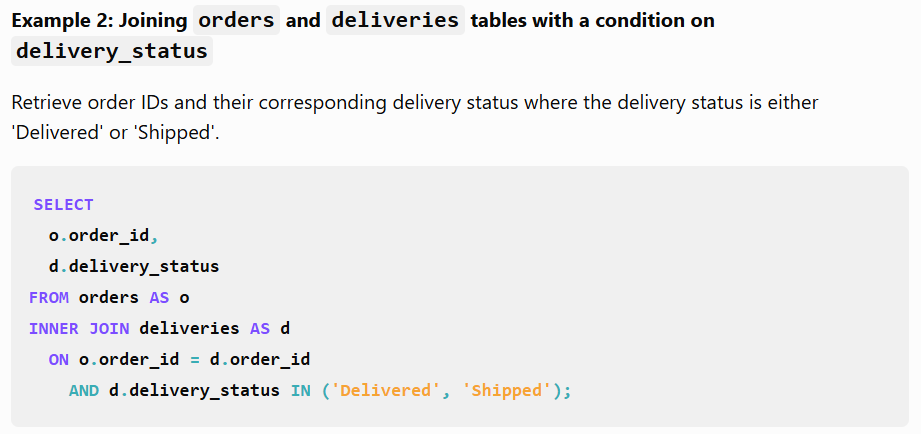 Example 2: Joining orders and deliveries tables with a condition on
delivery_status
Retrieve order IDs and their corresponding delivery status where the delivery status is either
'Delivered' or 'Shipped'.
SELECT
o.order_id,
d.delivery_status
FROM orders AS o
INNER JOIN deliveries AS d
ON o.order_id = d.order_id
AND d.delivery_status IN ('Delivered', 'Shipped');